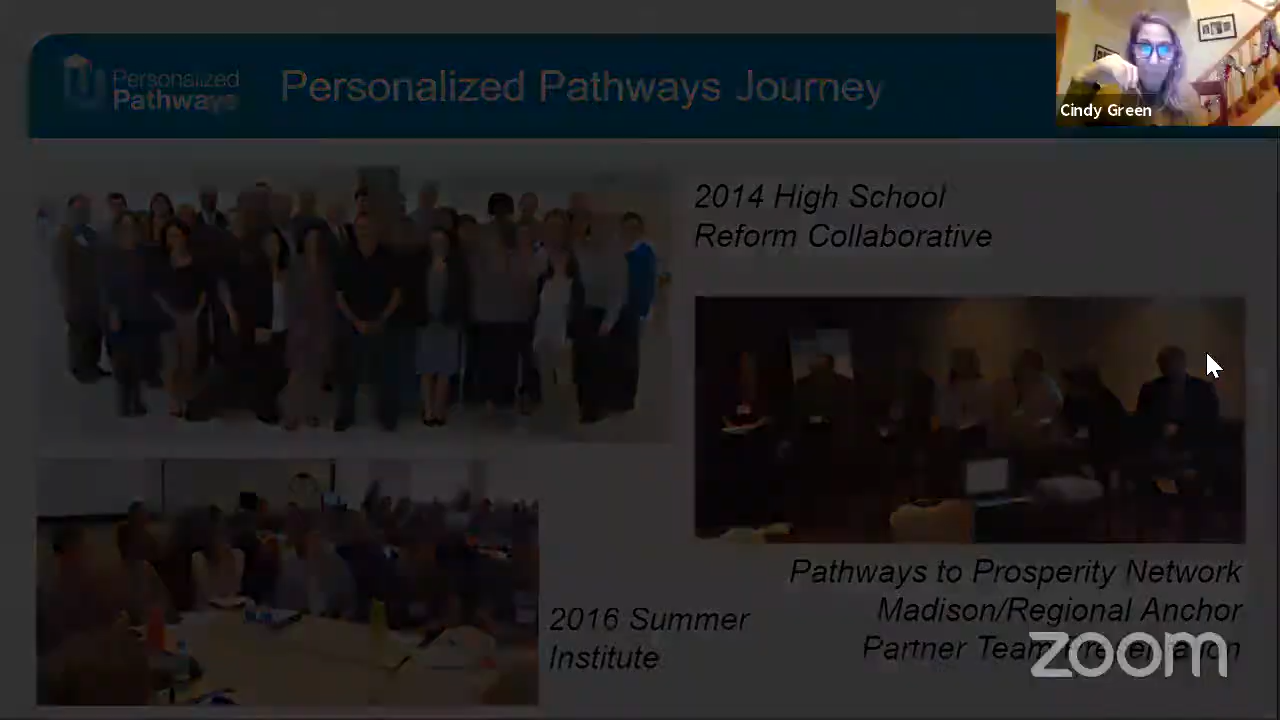 Personalized
Pathways
Personalized Pathways Journey
Cindy Green
2014 High School
Reform Collaborative
Pathways to Prosperity Network
Madison/Regional Anchor
Partner Team Presentation
2016 Summer
Institute
zoom